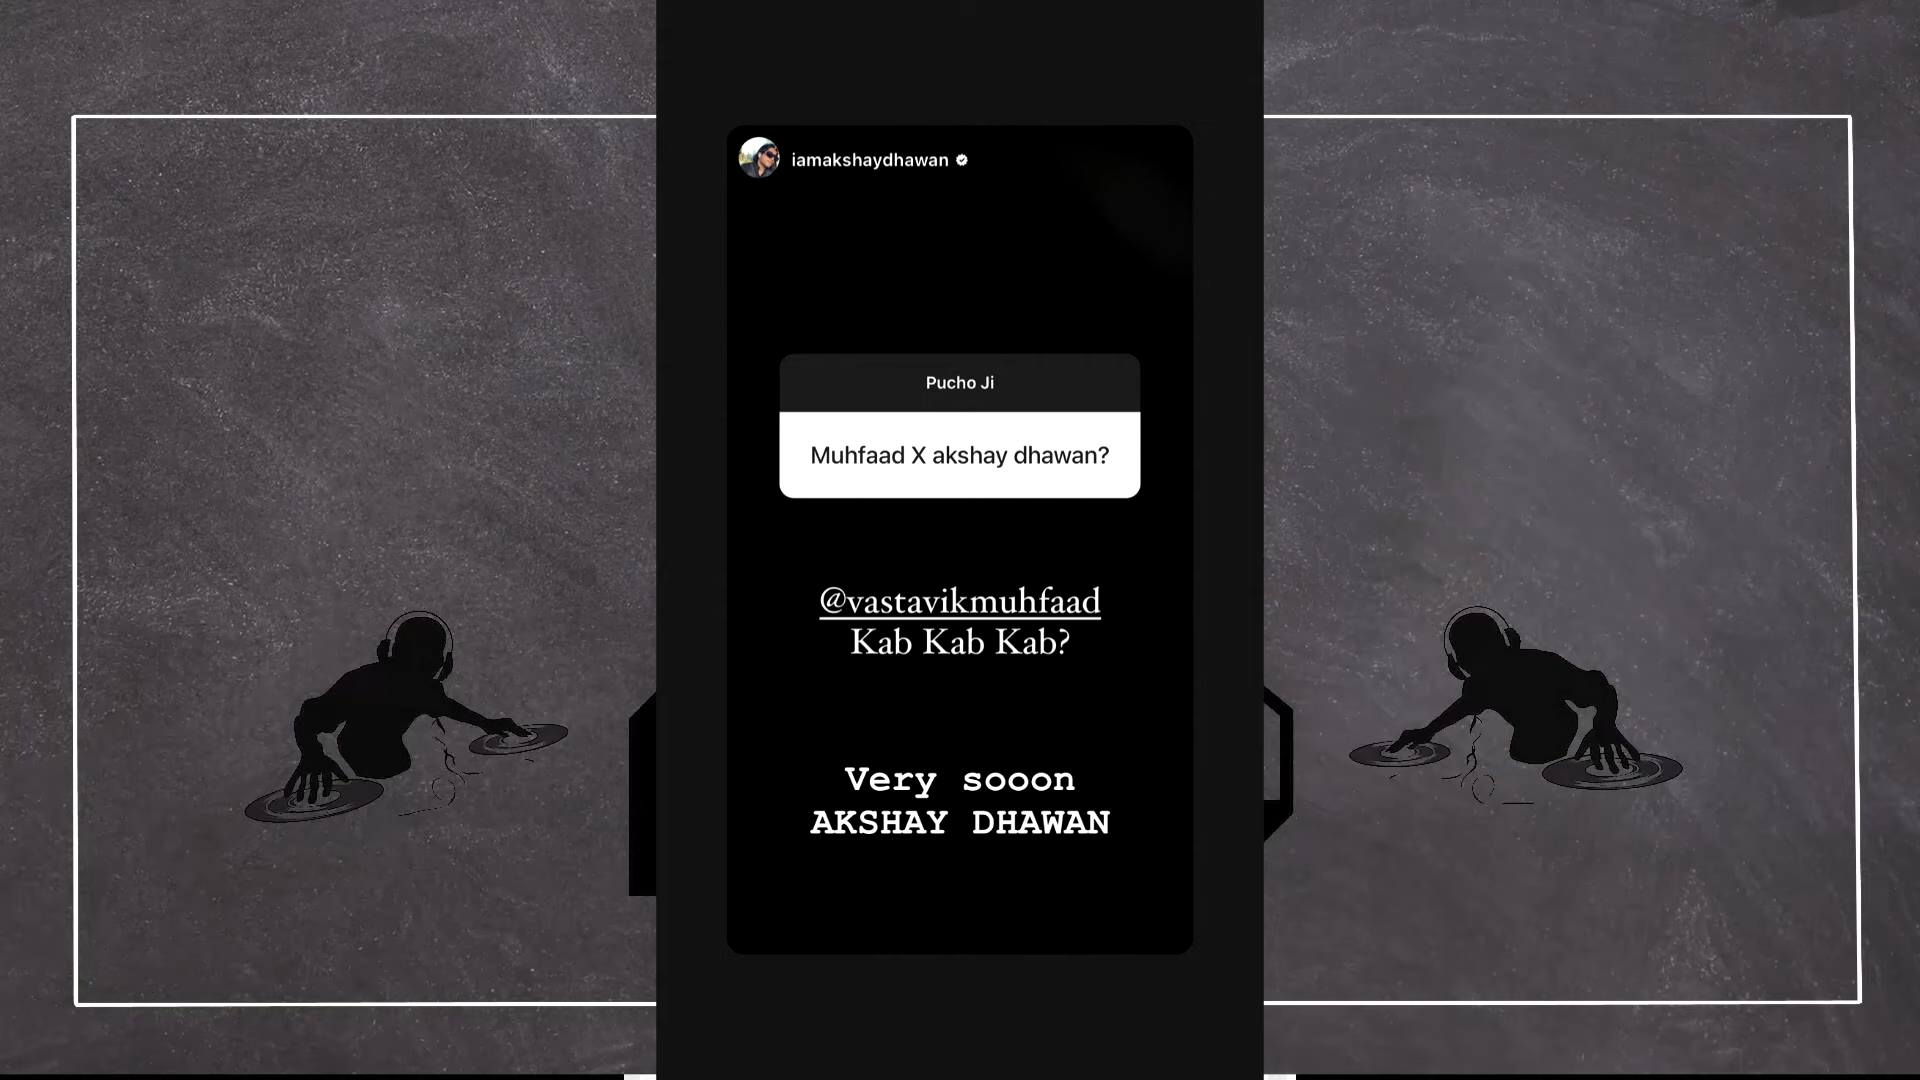 iamakshaydhawan
Pucho Ji
Muhfaad X akshay dhawan?
@vastavikmuhfaad
Kab Kab Kab?
Very sooon
AKSHAY DHAWAN